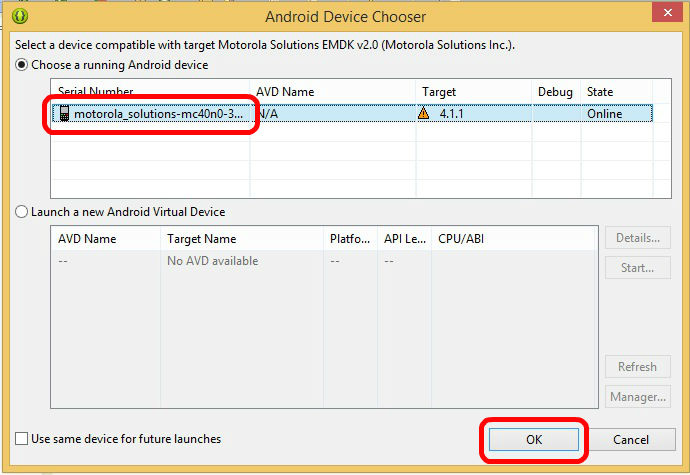 Android Device Chooser
Select a device compatible with target Motorola Solutions EMDK v2.0 (Motorola Solutions Inc.).
Choose a running Android device
Serial Number AVD Name Target Debug State
motorola_solutions-mc40n0-3... N/A 4.1.1 Online
Launch a new Android Virtual Device
AVD Name Target Name Platfo... API Le... CPU/ABI Details...
-- No AVD available -- -- Start...
Refresh
Manager...
Use same device for future launches OK Cancel